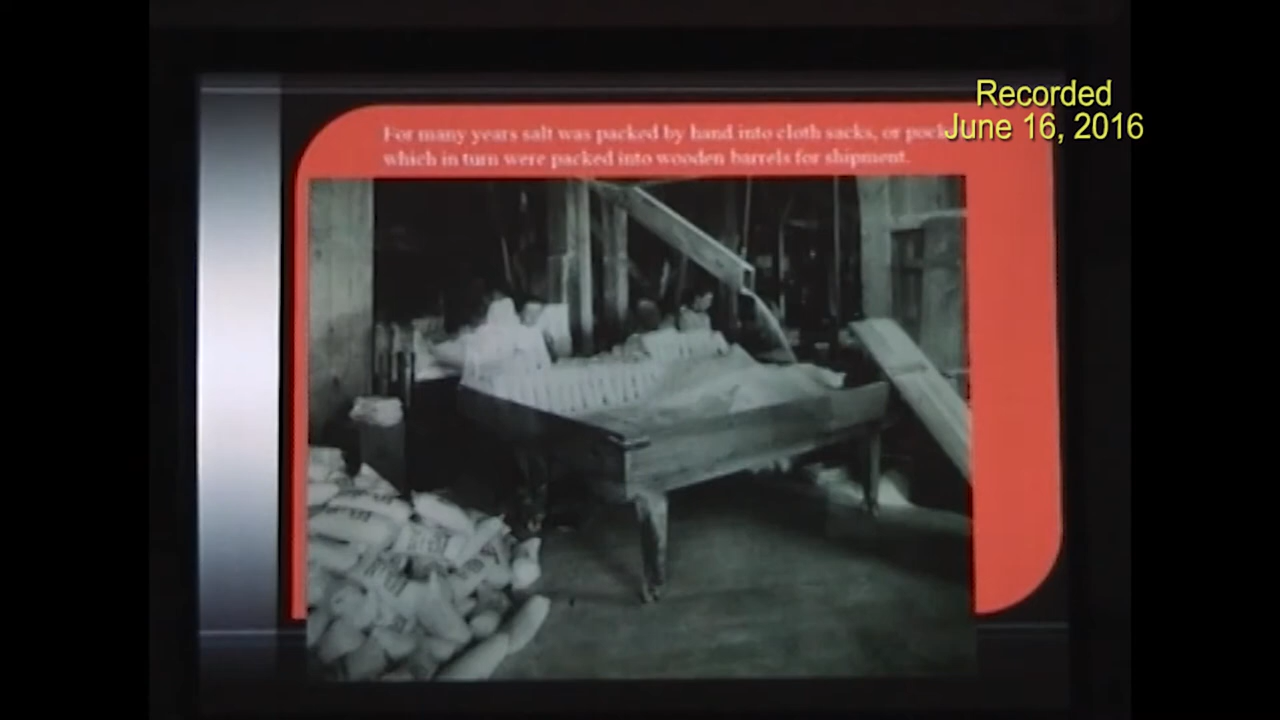 For many years salt was packed by hand into cloth sacks, or
which in turn were packed into wooden barrels for shipment.
Recorded
June 16, 2016